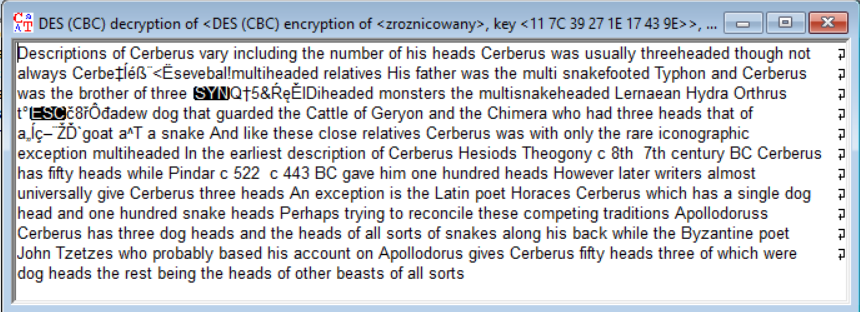 DES (CBC) decryption of <DES (CBC) encryption of <zroznicowany>, key <11 7C 39 27 1E 17 43 9E>>, ...
Descriptions of Cerberus vary including the number of his heads Cerberus was usually threeheaded though not
always Cerbe‡Íéß¨<Ësevebal!multiheaded relatives His father was the multi snakefooted Typhon and Cerberus
was the brother of three SYNQ†5&ŔęĚIDiheaded monsters the multisnakeheaded Lernaean Hydra Orthrus
t°ESCč8řÔđadew dog that guarded the Cattle of Geryon and the Chimera who had three heads that of
a„Íç–¨ŽĎ`goat a^T a snake And like these close relatives Cerberus was with only the rare iconographic
exception multiheaded In the earliest description of Cerberus Hesiods Theogony c 8th  7th century BC Cerberus
has fifty heads while Pindar c 522  c 443 BC gave him one hundred heads However later writers almost
universally give Cerberus three heads An exception is the Latin poet Horaces Cerberus which has a single dog
head and one hundred snake heads Perhaps trying to reconcile these competing traditions Apollodoruss
Cerberus has three dog heads and the heads of all sorts of snakes along his back while the Byzantine poet
John Tzetzes who probably based his account on Apollodorus gives Cerberus fifty heads three of which were
dog heads the rest being the heads of other beasts of all sorts